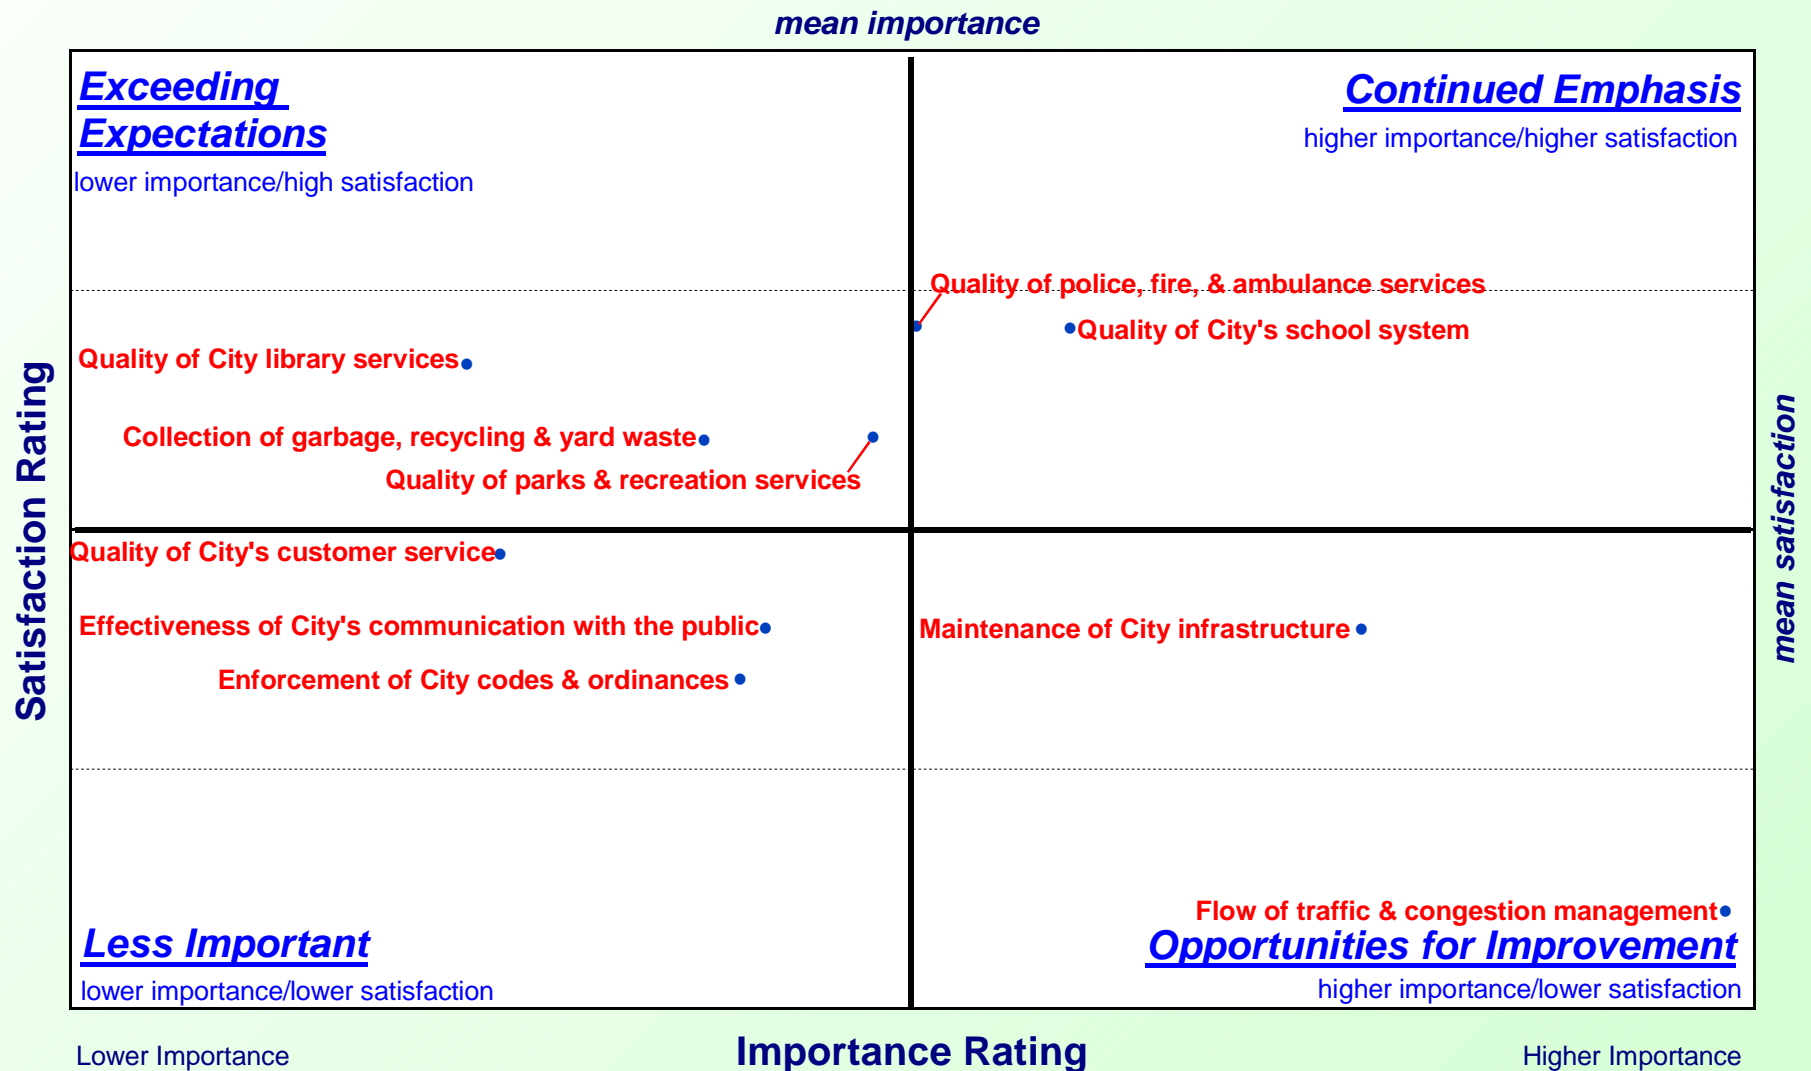 mean importance
Exceeding
Expectations
lower importance/high satisfaction
Continued Emphasis
higher importance/higher satisfaction
Quality of police, fire, & ambulance services
Quality of City's school system
Quality of City library services
Collection of garbage, recycling & yard waste
Quality of parks & recreation services
Satisfaction Rating
mean satisfaction
Quality of City's customer service
Effectiveness of City's communication with the public
Maintenance of City infrastructure
Enforcement of City codes & ordinances
Flow of traffic & congestion management
Less Important
lower importance/lower satisfaction
Opportunities for Improvement
higher importance/lower satisfaction
Lower Importance
Importance Rating
Higher Importance